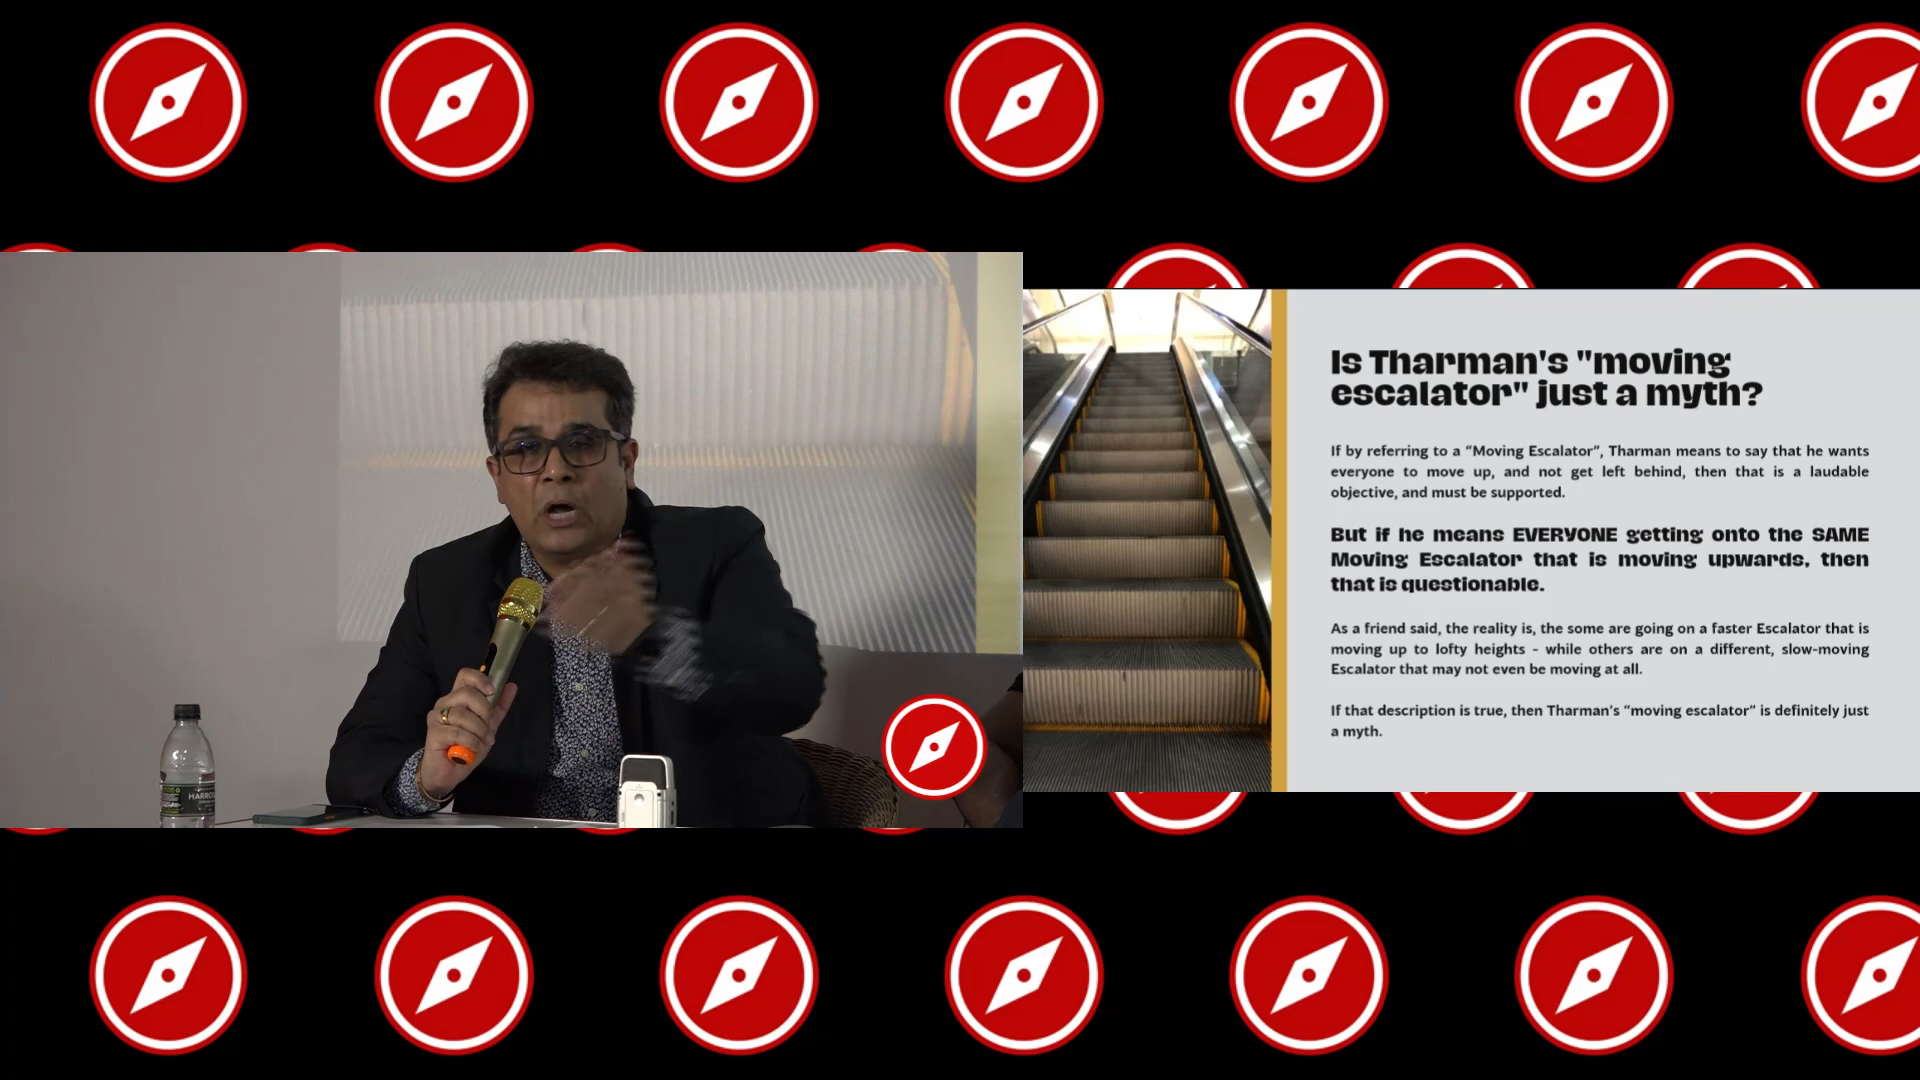 Is Tharman's "moving
escalator" just a myth?
If by referring to a “Moving Escalator”, Tharman means to say that he wants
everyone to move up, and not get left behind, then that is a laudable
objective, and must be supported.
But if he means EVERYONE getting onto the SAME
Moving Escalator that is moving upwards, then
that is questionable.
As a friend said, the reality is, the some are going on a faster Escalator that is
moving up to lofty heights - while others are on a different, slow-moving
Escalator that may not even be moving at all.
If that description is true, then Tharman’s “moving escalator” is definitely just
a myth.